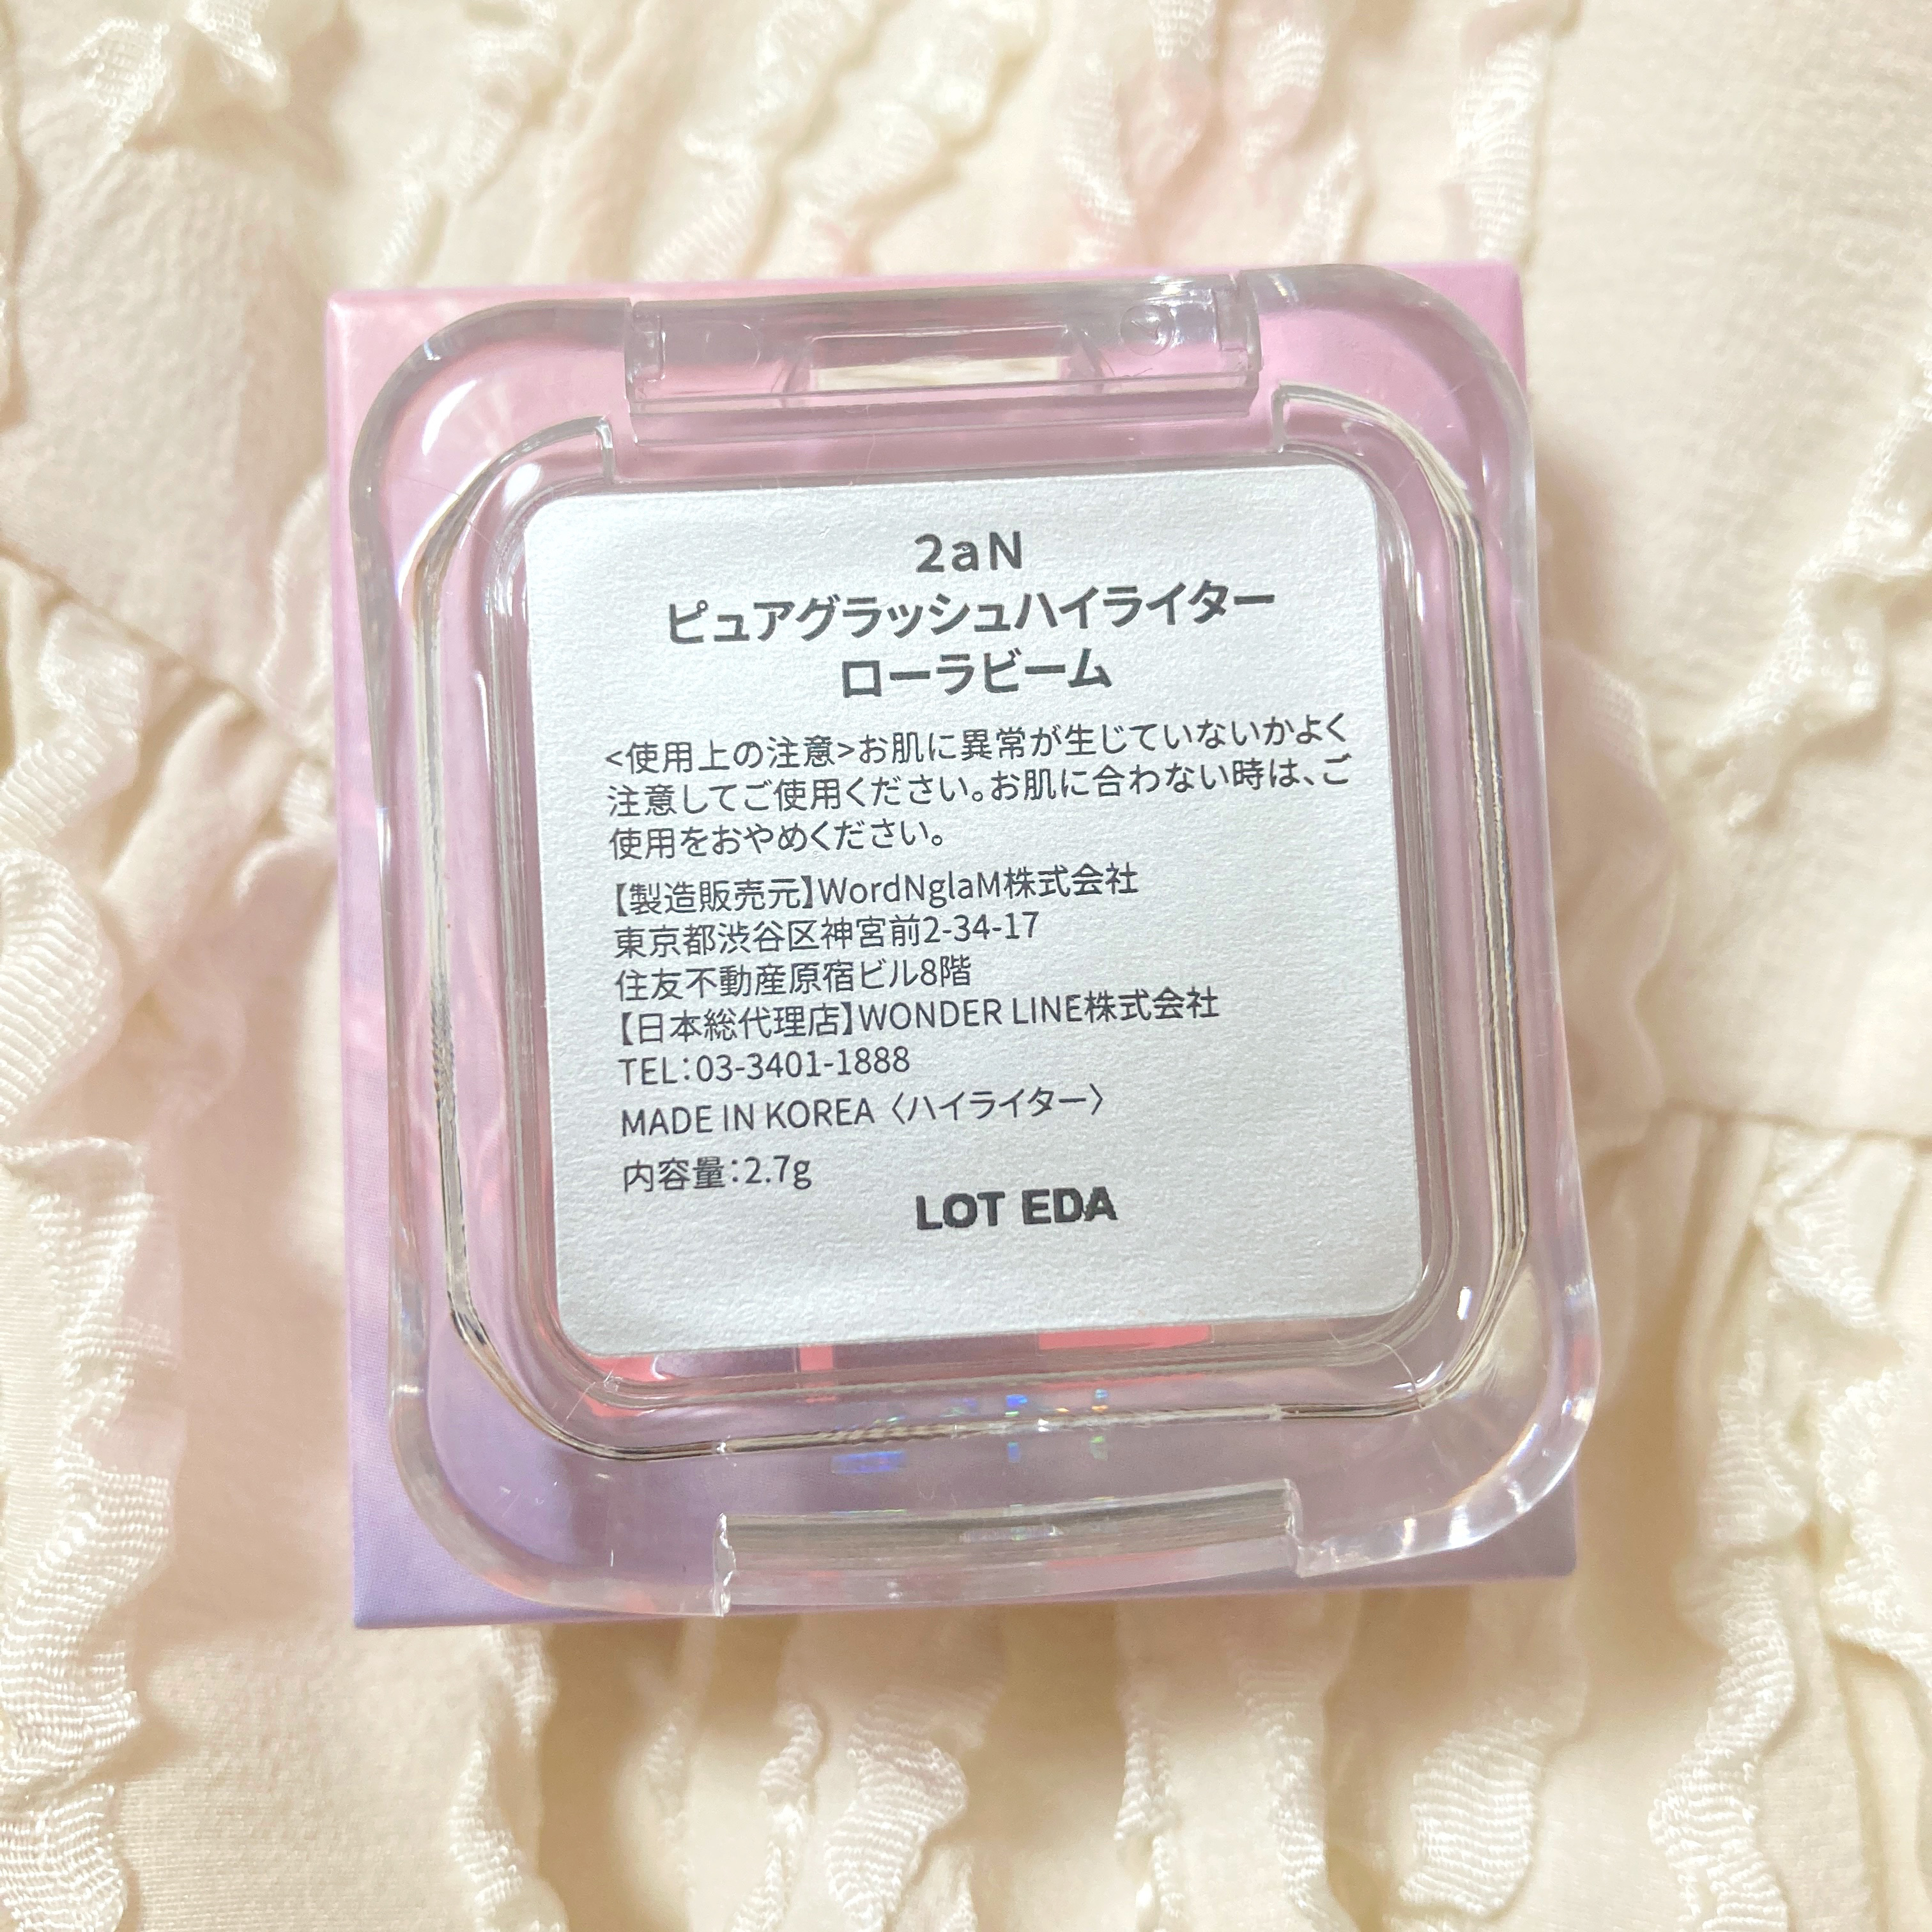 2aN
ピュアグラッシュハイライター
ローラビーム
<使用上の注意>お肌に異常が生じていないかよく
注意してご使用ください。お肌に合わない時は、ご
使用をおやめください。
【製造販売元】WordNglaM株式会社
東京都渋谷区神宮前2-34-17
住友不動産原宿ビル8階
【日本総代理店】WONDER LINE株式会社
TEL:03-3401-1888
MADE IN KOREA〈ハイライター〉
内容量:2.7g
LOT EDA